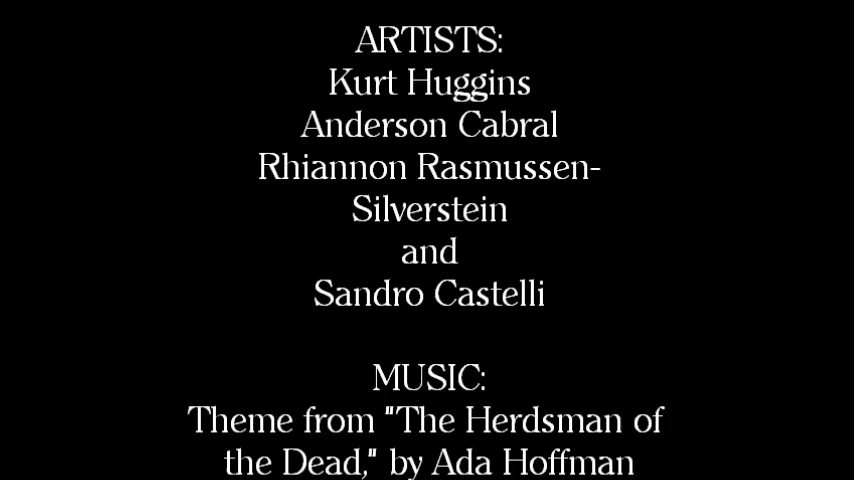 ARTISTS:
Kurt Huggins
Anderson Cabral
Rhiannon Rasmussen-
Silverstein
and
Sandro Castelli
MUSIC:
Theme from "The Herdsman of
the Dead," by Ada Hoffman